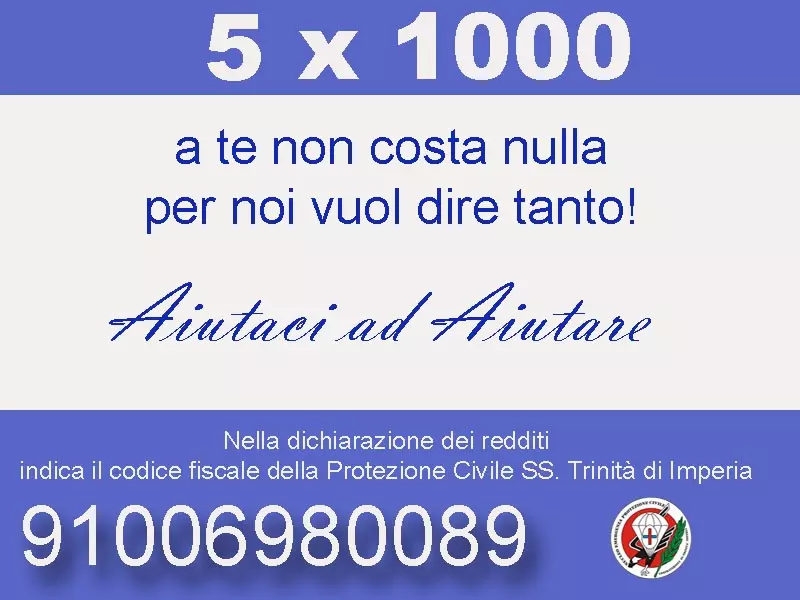 5 x 1000
a te non costa nulla
per noi vuol dire tanto!
Aiutaci ad Aiutare
Nella dichiarazione dei redditi
indica il codice fiscale della Protezione Civile SS. Trinità di Imperia
91006980089